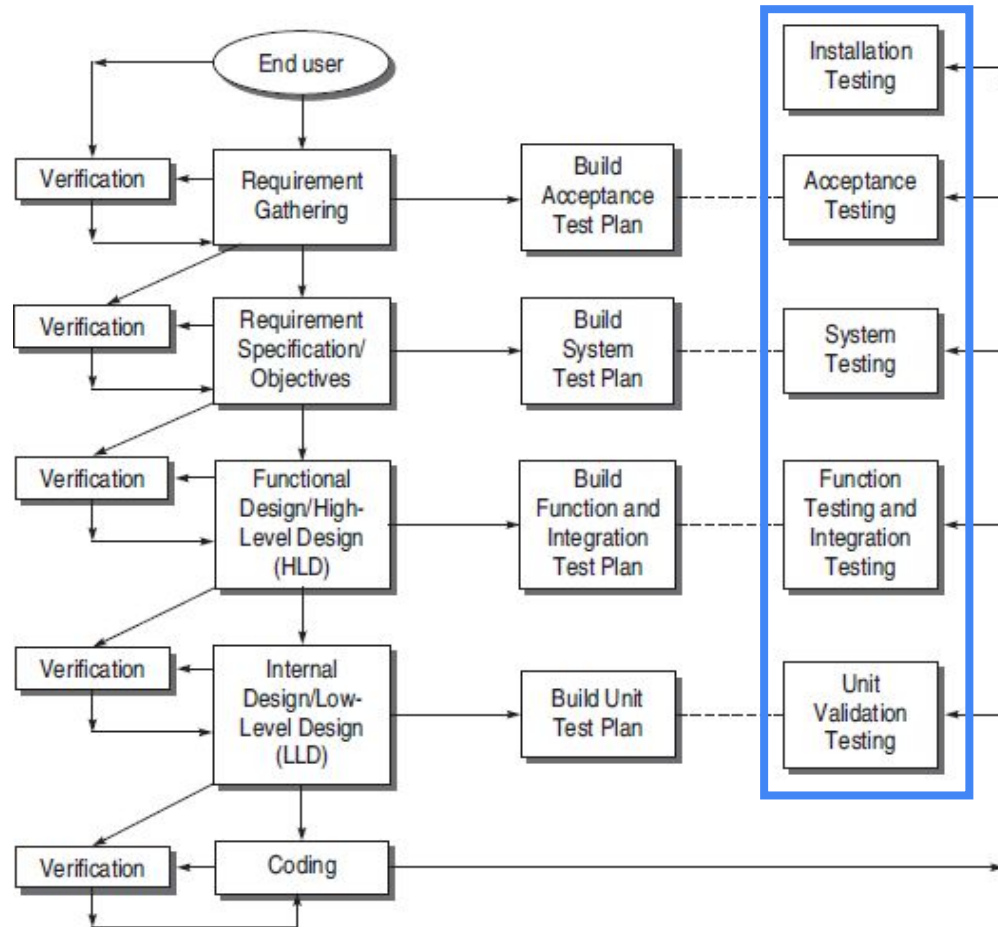 End user
Installation
Testing
Verification
Requirement
Gathering
Build
Acceptance
Test Plan
Acceptance
Testing
Verification
Requirement
Specification/
Objectives
Build
System
Test Plan
System
Testing
Verification
Functional
Design/High-
Level Design
(HLD)
Build
Function and
Integration
Test Plan
Function
Testing and
Integration
Testing
Verification
Internal
Design/Low-
Level Design
(LLD)
Build Unit
Test Plan
Unit
Validation
Testing
Verification
Coding